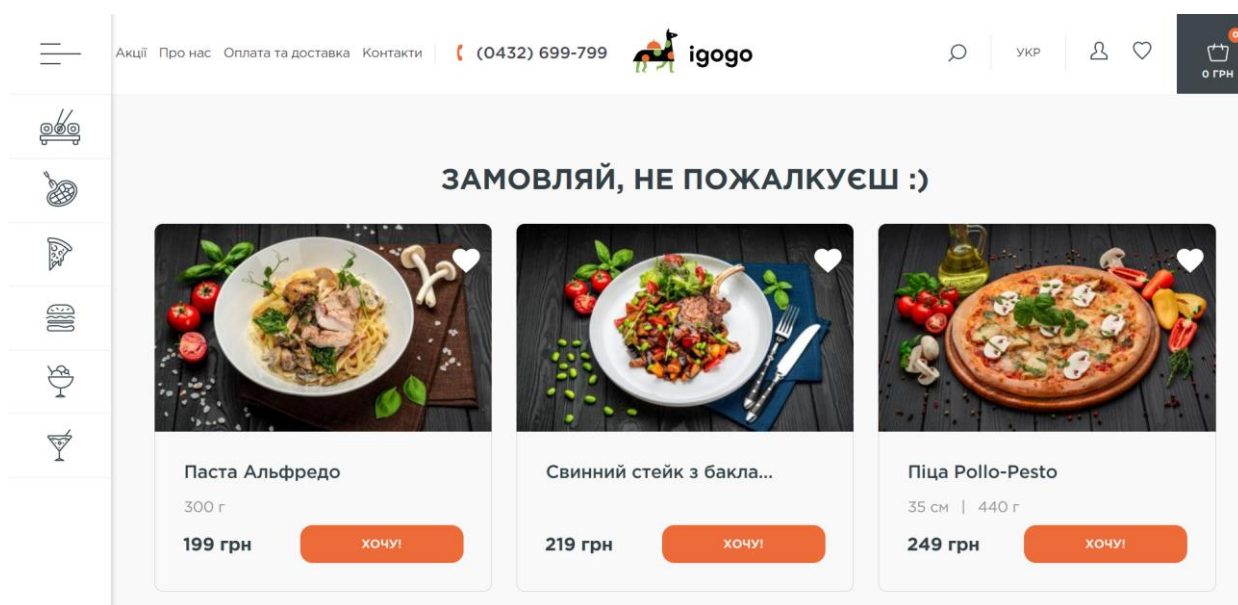 Акції Про нас Оплата та доставка Контакти (0432) 699-799 igogo УКР 0
0 ГРН
ЗАМОВЛЯЙ, НЕ ПОЖАЛКУЄШ :)
Паста Альфредо
300 г
199 грн ХОЧУ!
Свинний стейк з бакла...
219 грн ХОЧУ!
Піца Pollo-Pesto
35 см | 440 г
249 грн ХОЧУ!